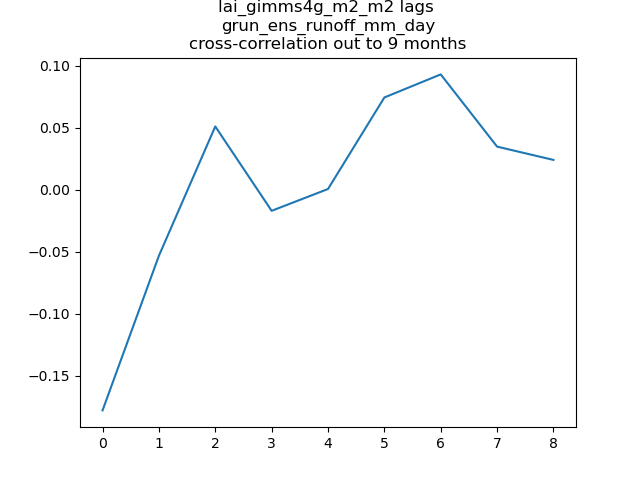 lai_gimms4g_m2_m2 lags
grun_ens_runoff_mm_day
cross-correlation out to 9 months
0.10
0.05
0.00
−0.05
−0.10
−0.15
0 1 2 3 4 5 6 7 8